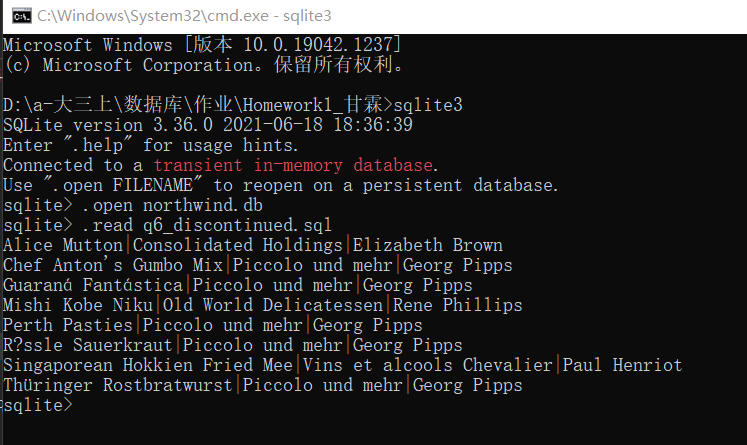 C:\Windows\System32\cmd.exe - sqlite3
Microsoft Windows [版本 10.0.19042.1237]
(c) Microsoft Corporation。保留所有权利。
D:\a-大三上\数据库\作业\Homework1_甘霖>sqlite3
SQLite version 3.36.0 2021-06-18 18:36:39
Enter ".help" for usage hints.
Connected to a transient in-memory database.
Use ".open FILENAME" to reopen on a persistent database.
sqlite> .open northwind.db
sqlite> .read q6_discontinued.sql
Alice Mutton|Consolidated Holdings|Elizabeth Brown
Chef Anton's Gumbo Mix|Piccolo und mehr|Georg Pipps
Guaraná Fantástica|Piccolo und mehr|Georg Pipps
Mishi Kobe Niku|Old World Delicatessen|Rene Phillips
Perth Pasties|Piccolo und mehr|Georg Pipps
R?ssle Sauerkraut|Piccolo und mehr|Georg Pipps
Singaporean Hokkien Fried Mee|Vins et alcools Chevalier|Paul Henriot
Thüringer Rostbratwurst|Piccolo und mehr|Georg Pipps
sqlite>